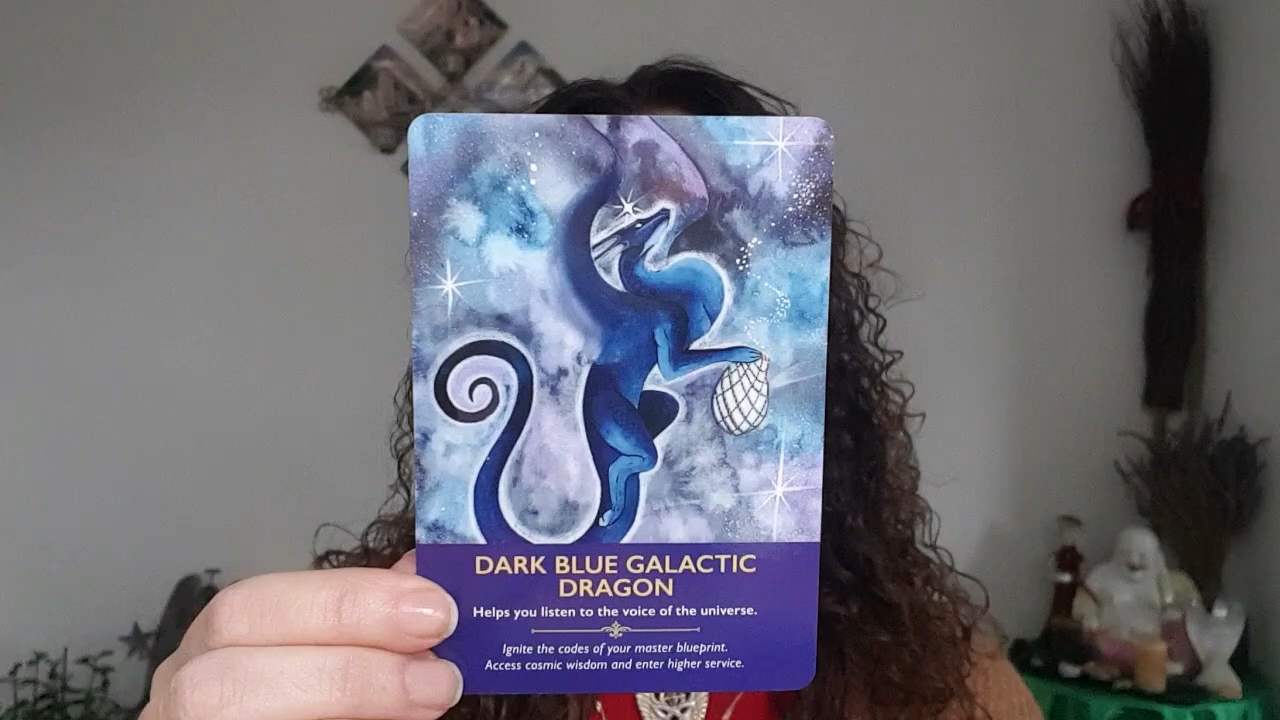 DARK BLUE GALACTIC
DRAGON
Helps you listen to the voice of the universe.
Ignite the codes of your master blueprint.
Access cosmic wisdom and enter higher service.